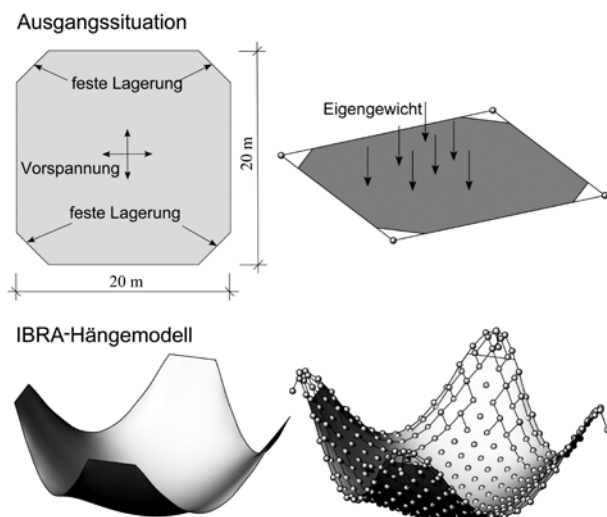 Ausgangssituation
feste Lagerung
Vorspannung
feste Lagerung
20 m
20 m
Eigengewicht
IBRA-Hängemodell